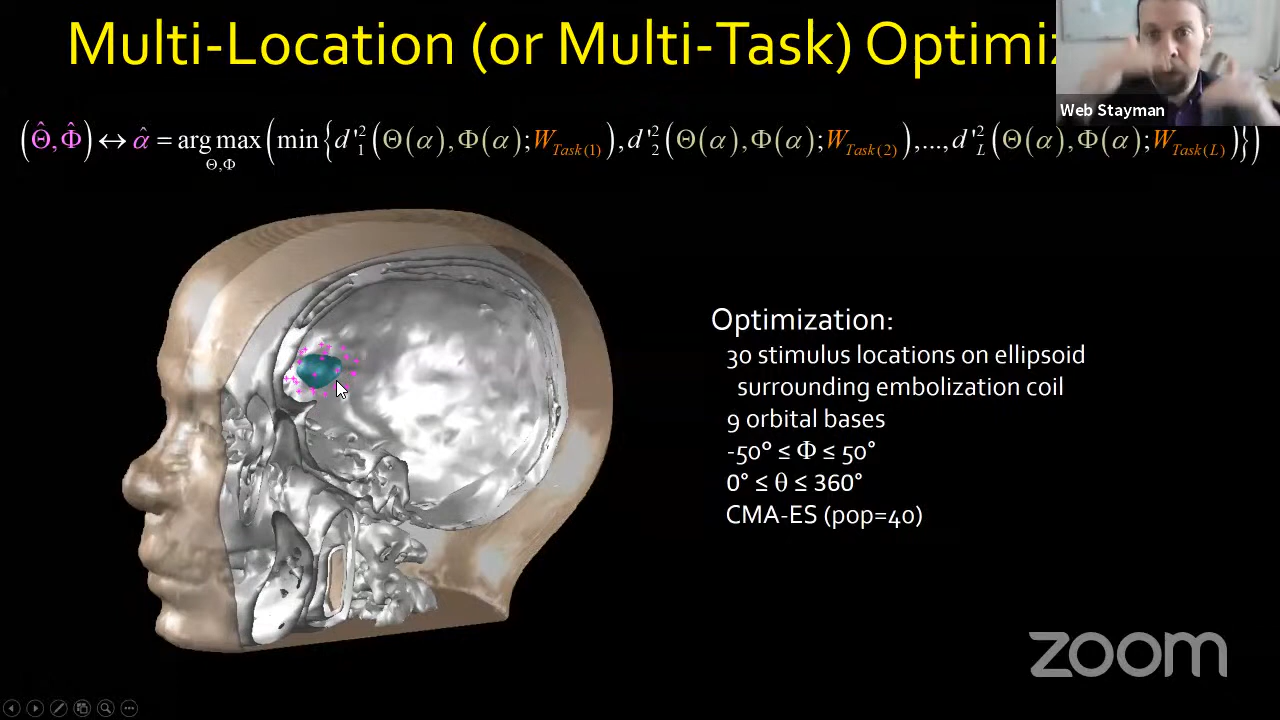 Multi-Location (or Multi-Task) Optimiz
Web Stayman
(Θ̂, Φ̂) ↔ α̂ = arg max (min {d'²₁ (Θ(α), Φ(α); W_Task(1)), d'²₂ (Θ(α), Φ(α); W_Task(2)), ..., d'²_L (Θ(α), Φ(α); W_Task(L))})
Θ,Φ
Optimization:
30 stimulus locations on ellipsoid
surrounding embolization coil
9 orbital bases
-50° ≤ Φ ≤ 50°
0° ≤ θ ≤ 360°
CMA-ES (pop=40)
zoom